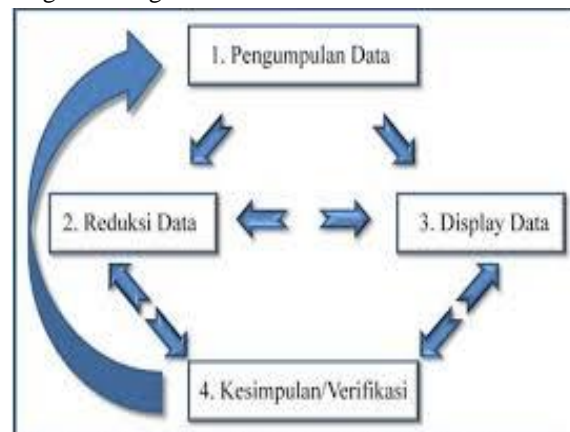 1. Pengumpulan Data
2. Reduksi Data
3. Display Data
4. Kesimpulan/Verifikasi